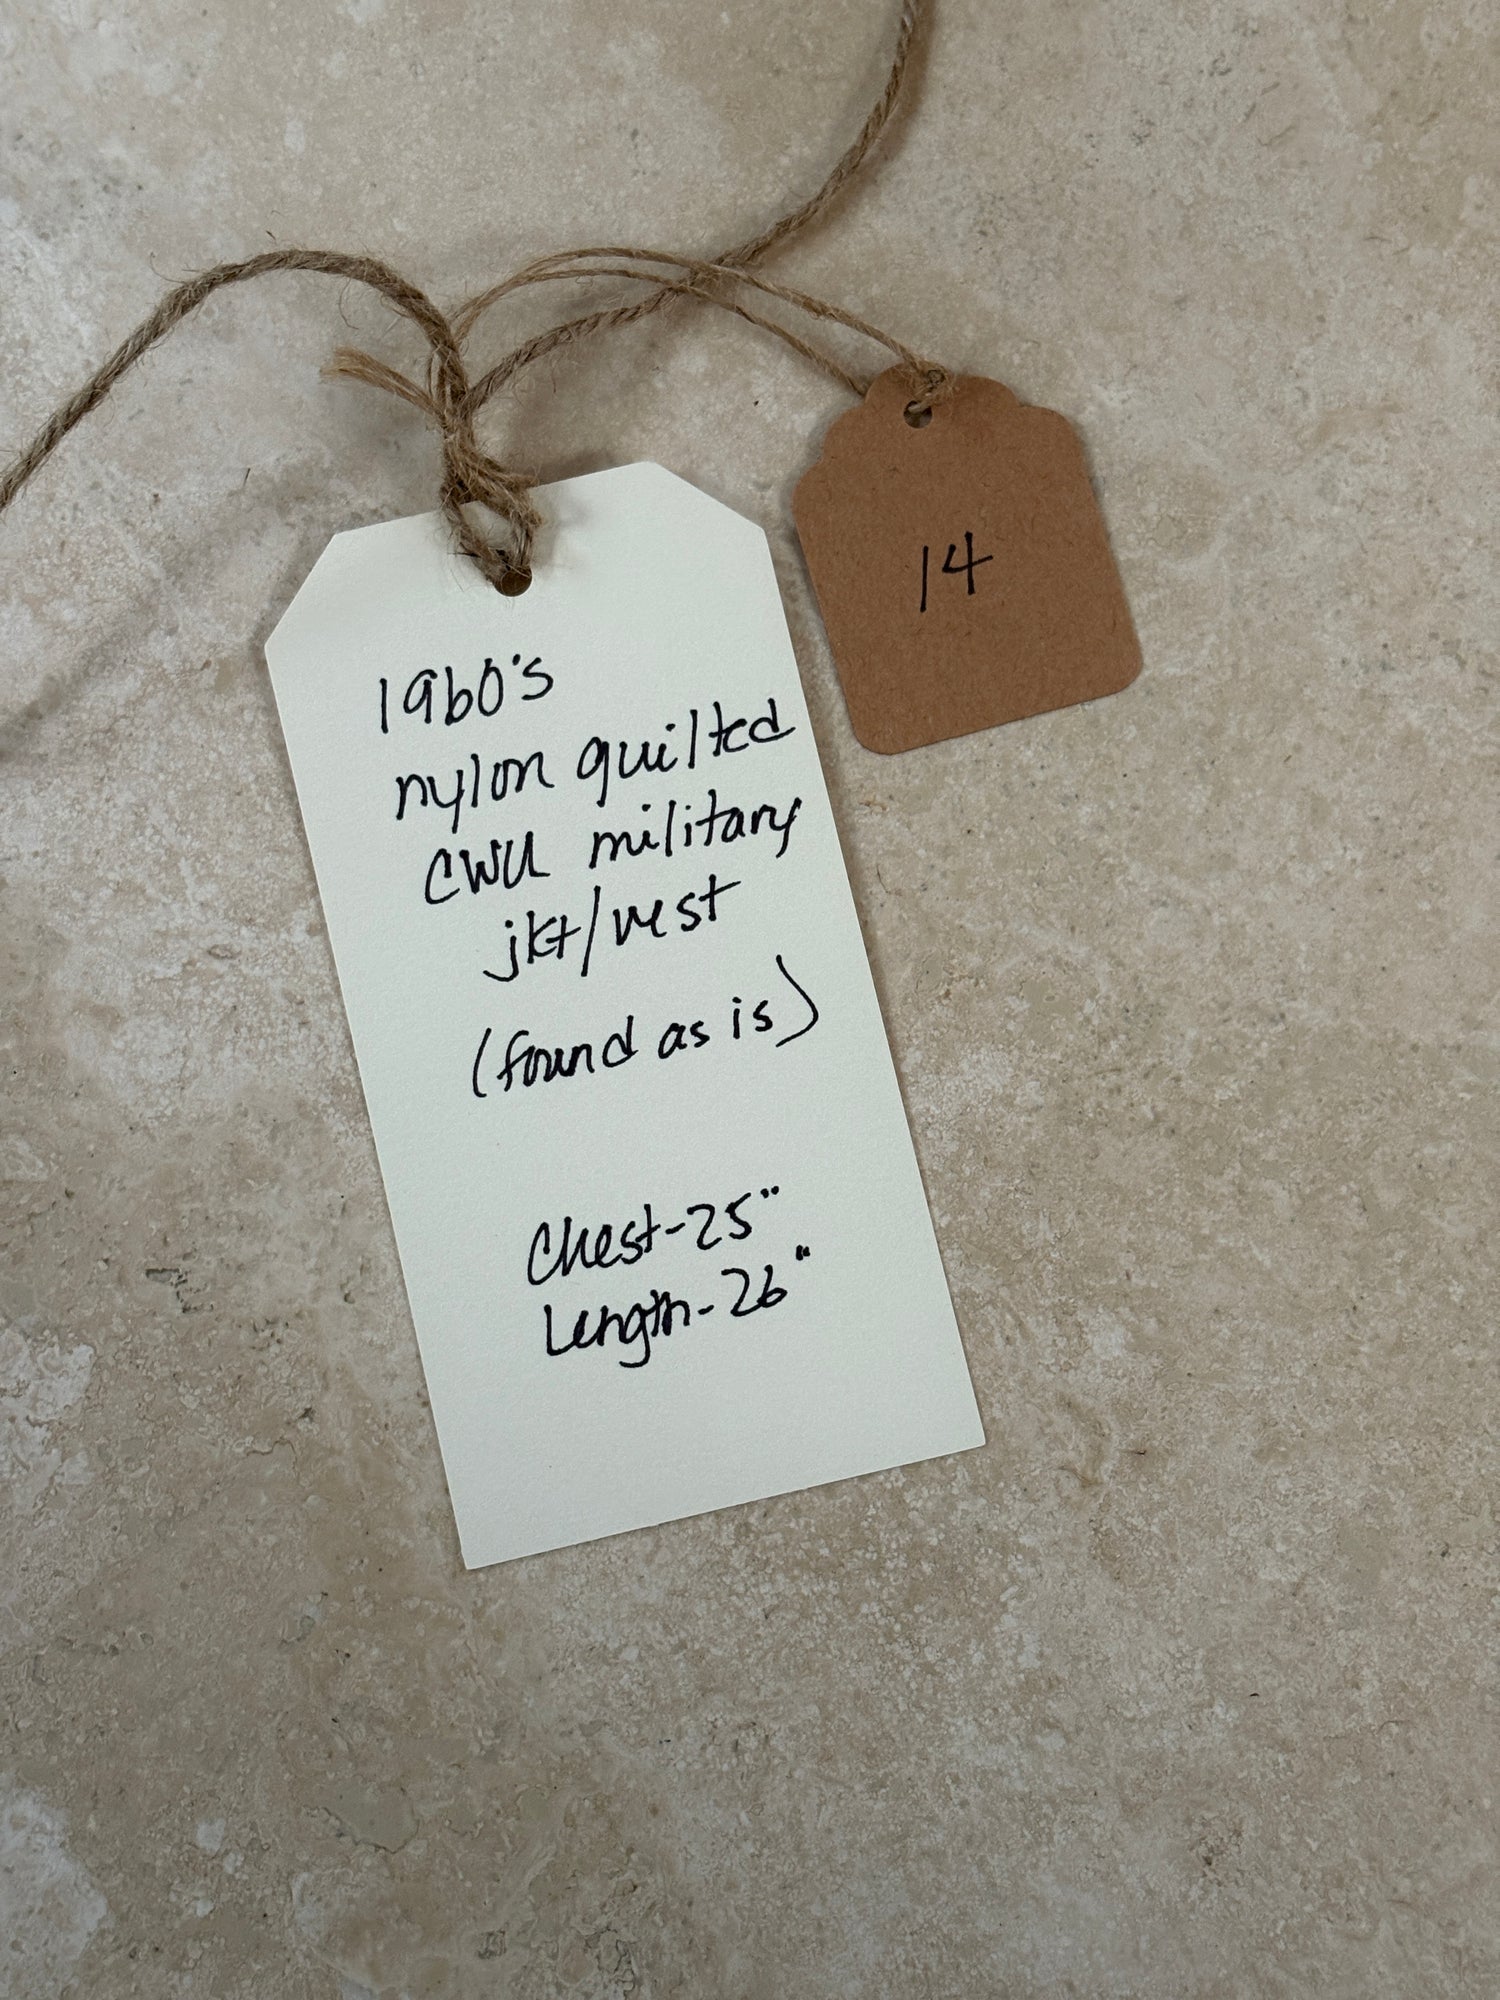 1960's
nylon quilted
CWU military
jkt/vest
(found as is)
Chest-25"
Length-26"
14